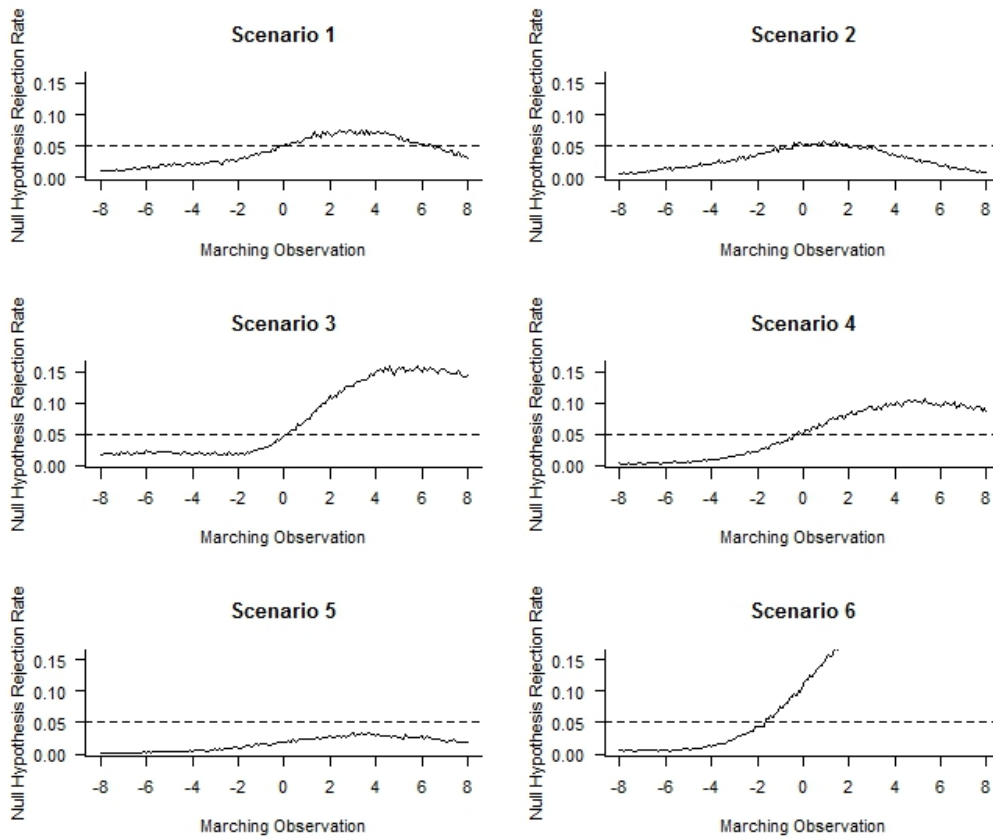 Scenario 1
Null Hypothesis Rejection Rate
0.15
0.10
0.05
0.00
-8 -6 -4 -2 0 2 4 6 8
Marching Observation
Scenario 2
Null Hypothesis Rejection Rate
0.15
0.10
0.05
0.00
-8 -6 -4 -2 0 2 4 6 8
Marching Observation
Scenario 3
Null Hypothesis Rejection Rate
0.15
0.10
0.05
0.00
-8 -6 -4 -2 0 2 4 6 8
Marching Observation
Scenario 4
Null Hypothesis Rejection Rate
0.15
0.10
0.05
0.00
-8 -6 -4 -2 0 2 4 6 8
Marching Observation
Scenario 5
Null Hypothesis Rejection Rate
0.15
0.10
0.05
0.00
-8 -6 -4 -2 0 2 4 6 8
Marching Observation
Scenario 6
Null Hypothesis Rejection Rate
0.15
0.10
0.05
0.00
-8 -6 -4 -2 0 2 4 6 8
Marching Observation